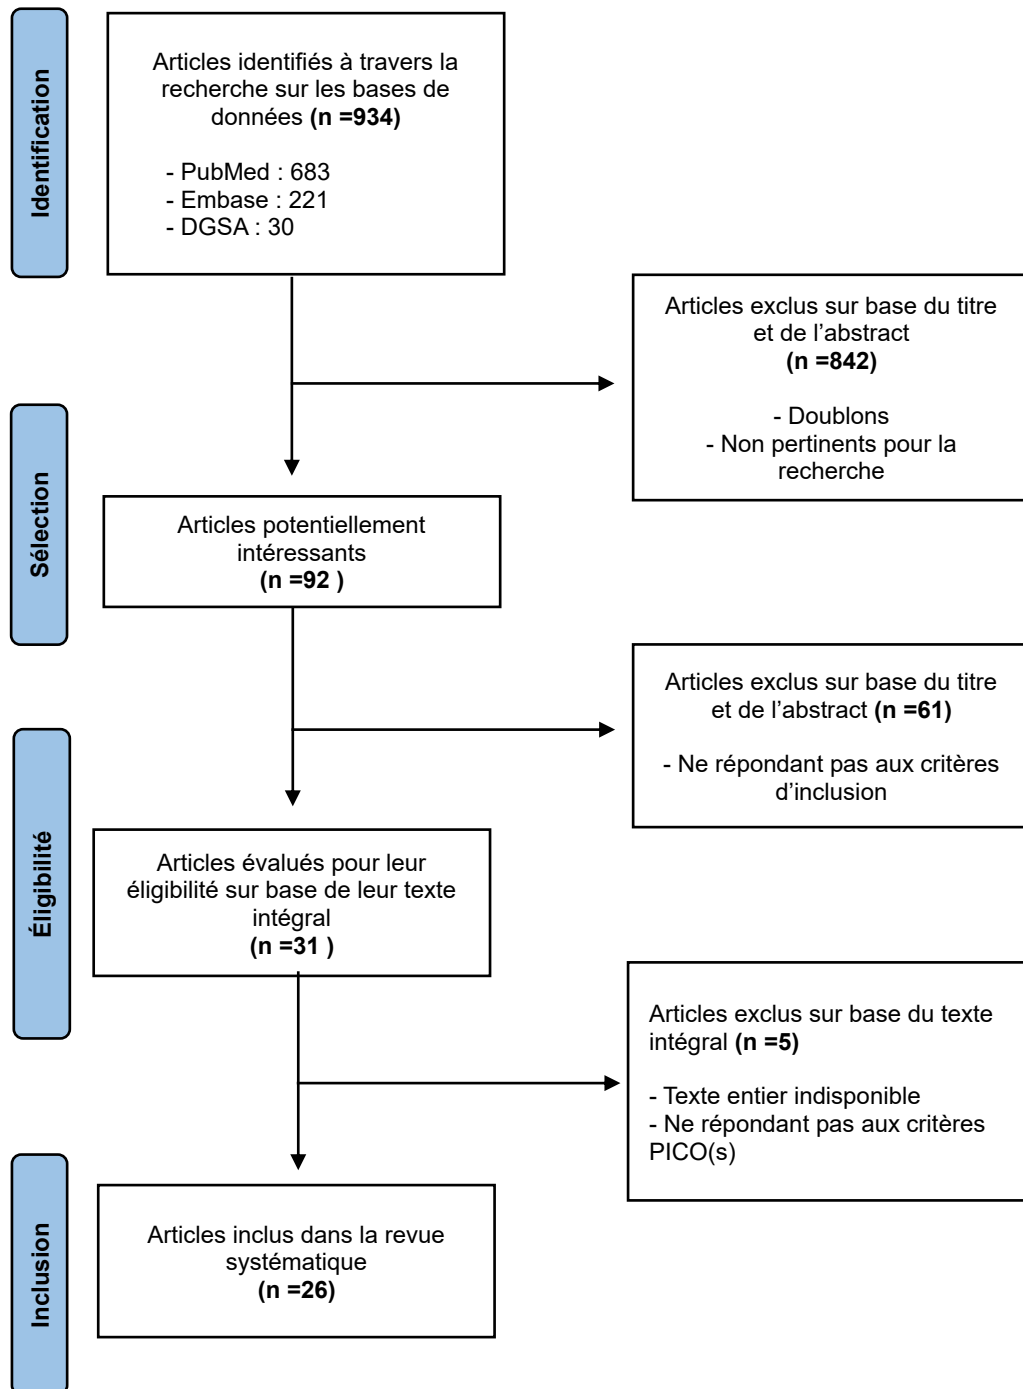 Identification
Articles identifiés à travers la
recherche sur les bases de
données (n =934)
- PubMed : 683
- Embase : 221
- DGSA : 30
Articles exclus sur base du titre
et de l’abstract
(n =842)
- Doublons
- Non pertinents pour la
recherche
Sélection
Articles potentiellement
intéressants
(n =92 )
Articles exclus sur base du titre
et de l’abstract (n =61)
- Ne répondant pas aux critères
d’inclusion
Éligibilité
Articles évalués pour leur
éligibilité sur base de leur texte
intégral
(n =31 )
Articles exclus sur base du texte
intégral (n =5)
- Texte entier indisponible
- Ne répondant pas aux critères
PICO(s)
Inclusion
Articles inclus dans la revue
systématique
(n =26)